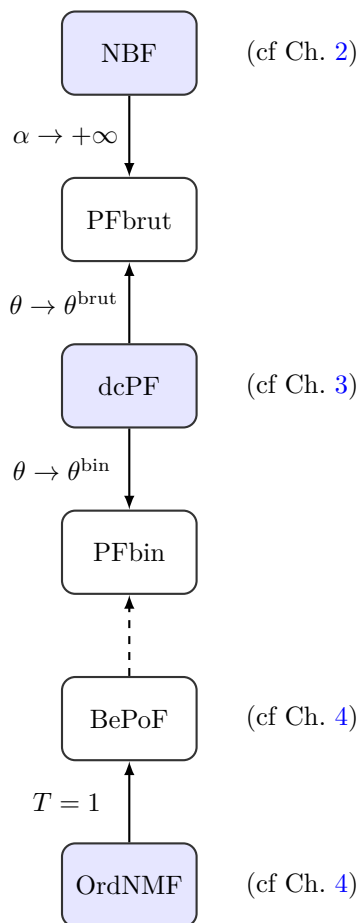 NBF (cf Ch. 2)
α → +∞
PFbrut
θ → θ^brut
dcPF (cf Ch. 3)
θ → θ^bin
PFbin
BePoF (cf Ch. 4)
T = 1
OrdNMF (cf Ch. 4)